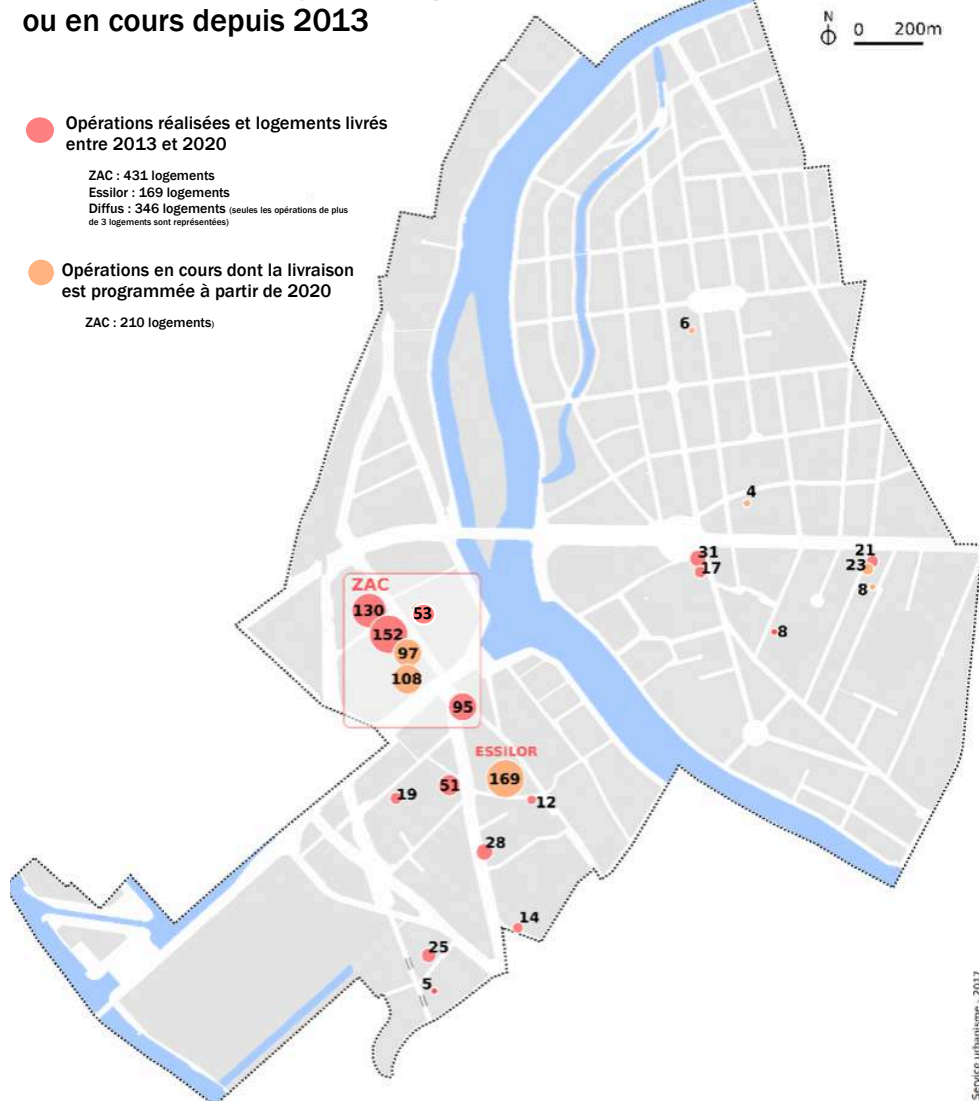 ou en cours depuis 2013
N
0 200m
Opérations réalisées et logements livrés
entre 2013 et 2020
ZAC : 431 logements
Essilor : 169 logements
Diffus : 346 logements (seules les opérations de plus
de 3 logements sont représentées)
Opérations en cours dont la livraison
est programmée à partir de 2020
ZAC : 210 logements)
6
4
31
17
21
23
8
8
ZAC
130
53
152
97
108
95
ESSILOR
169
51
19
12
28
14
25
5
Service urbanisme - 2017